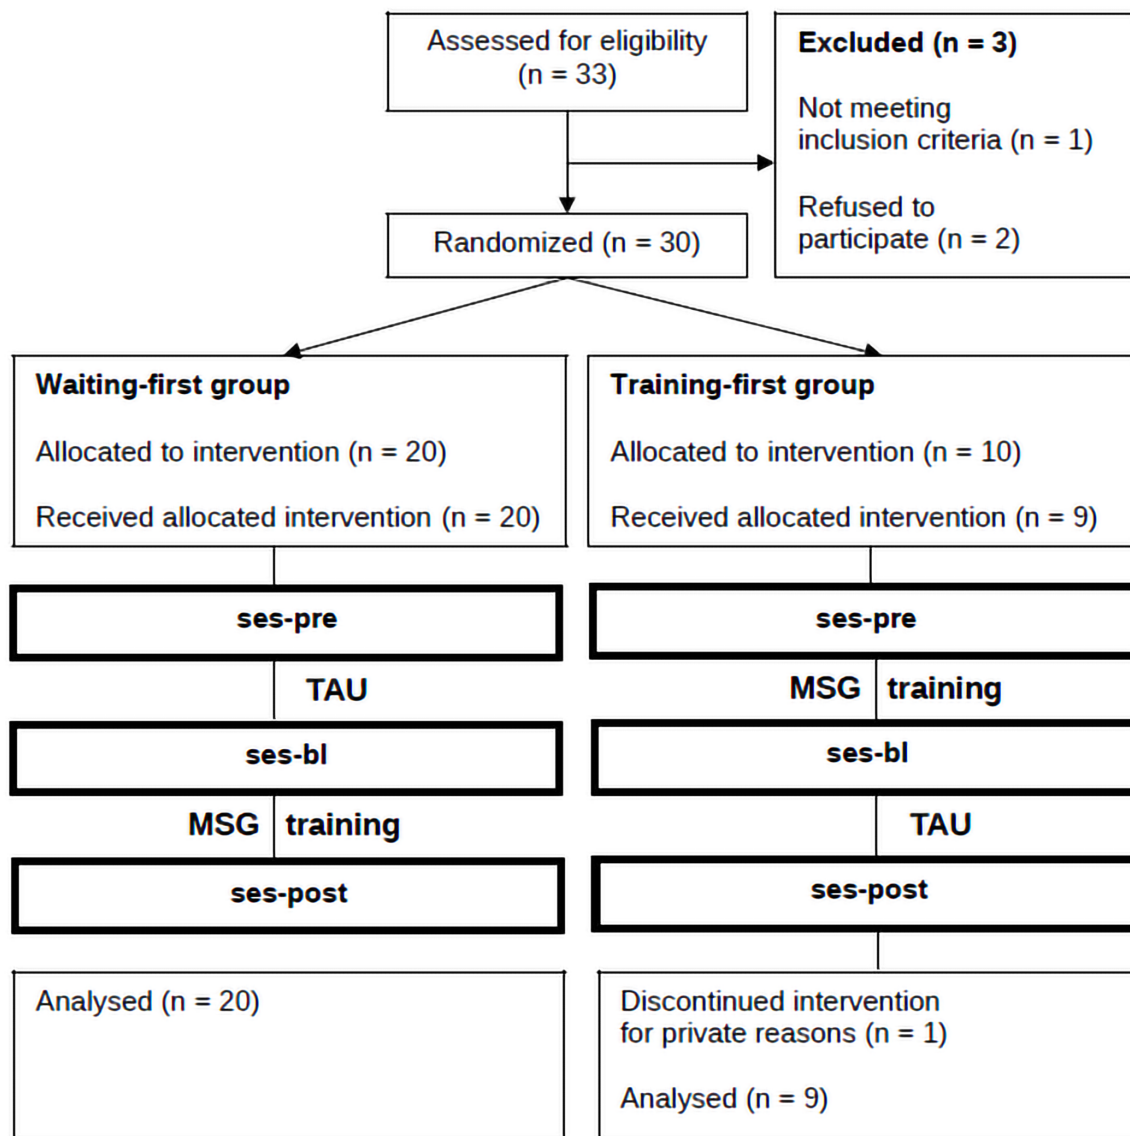 Assessed for eligibility
(n = 33)
Excluded (n = 3)
Not meeting
inclusion criteria (n = 1)
Refused to
participate (n = 2)
Randomized (n = 30)
Waiting-first group
Allocated to intervention (n = 20)
Received allocated intervention (n = 20)
Training-first group
Allocated to intervention (n = 10)
Received allocated intervention (n = 9)
ses-pre
TAU
ses-bl
MSG training
ses-post
Analysed (n = 20)
ses-pre
MSG training
ses-bl
TAU
ses-post
Discontinued intervention
for private reasons (n = 1)
Analysed (n = 9)